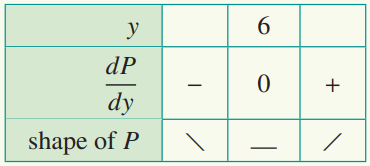 y 6
dP/dy − 0 +
shape of P \ — /